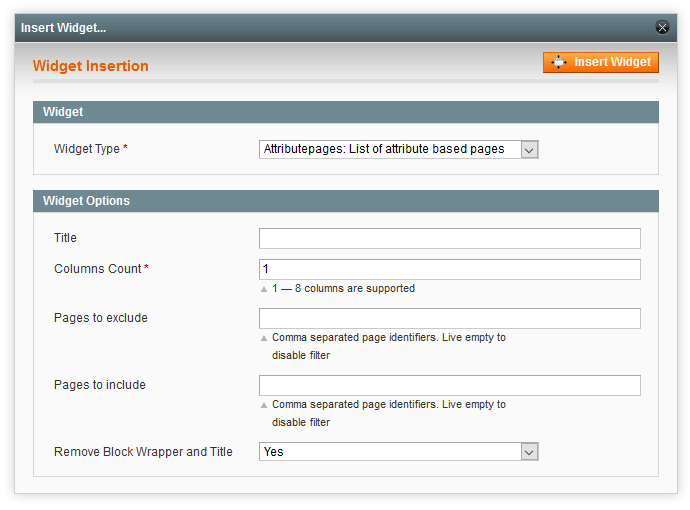 Insert Widget...
Widget Insertion
Insert Widget
Widget
Widget Type *
Attributepages: List of attribute based pages
Widget Options
Title
Columns Count *
1
1 — 8 columns are supported
Pages to exclude
Comma separated page identifiers. Live empty to
disable filter
Pages to include
Comma separated page identifiers. Live empty to
disable filter
Remove Block Wrapper and Title
Yes